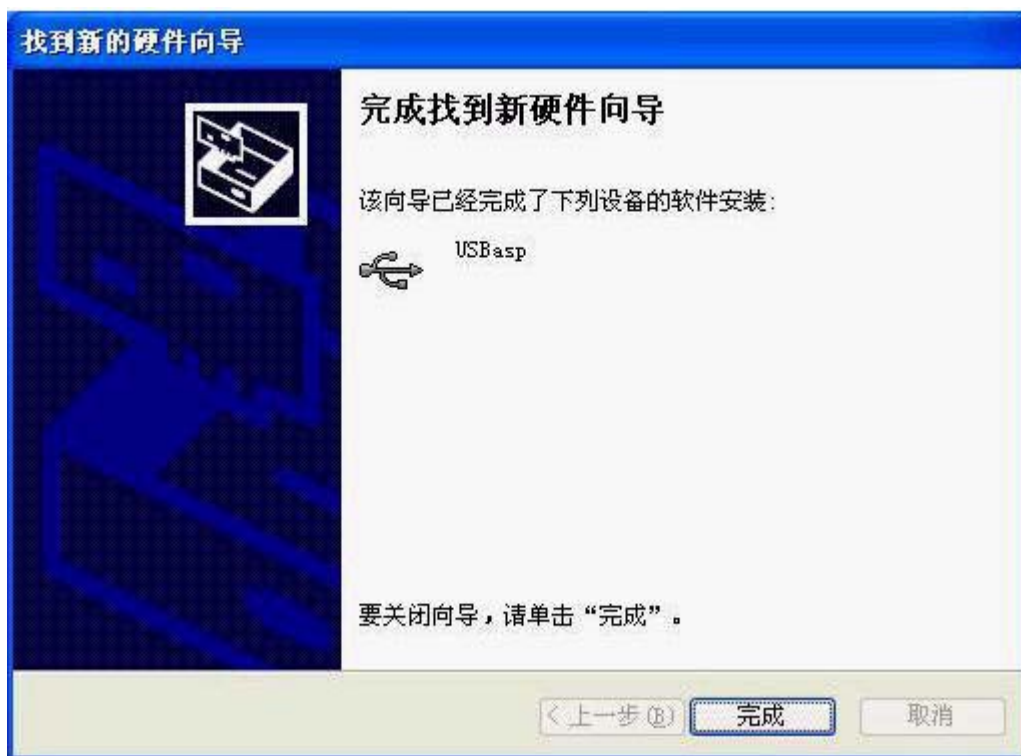 找到新的硬件向导
完成找到新硬件向导
该向导已经完成了下列设备的软件安装:
USBasp
要关闭向导，请单击“完成”。
<上一步(B)
完成
取消